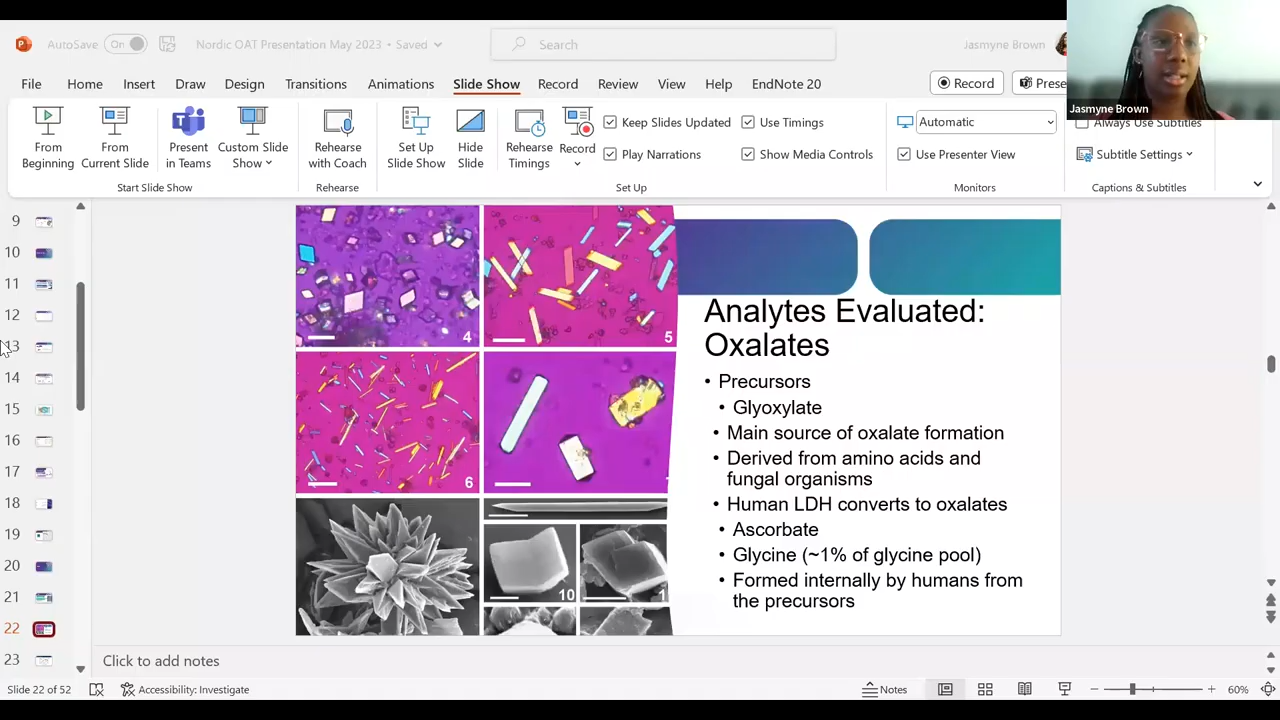 AutoSave On Nordic OAT Presentation May 2023 • Saved Search Jasmyne Brown
File Home Insert Draw Design Transitions Animations Slide Show Record Review View Help EndNote 20 Record Prese
Jasmyne Brown
From Beginning
From Current Slide
Present in Teams
Custom Slide Show
Start Slide Show
Rehearse with Coach
Rehearse
Set Up Slide Show
Hide Slide
Rehearse Timings
Record
Keep Slides Updated
Play Narrations
Use Timings
Show Media Controls
Set Up
Automatic
Use Presenter View
Monitors
Always Use Subtitles
Subtitle Settings
Captions & Subtitles
9
10
11
12
13
14
15
16
17
18
19
20
21
22
23
4
5
6
10
1
Analytes Evaluated:
Oxalates
• Precursors
• Glyoxylate
• Main source of oxalate formation
• Derived from amino acids and
fungal organisms
• Human LDH converts to oxalates
• Ascorbate
• Glycine (~1% of glycine pool)
• Formed internally by humans from
the precursors
Click to add notes
Slide 22 of 52 Accessibility: Investigate Notes 60%